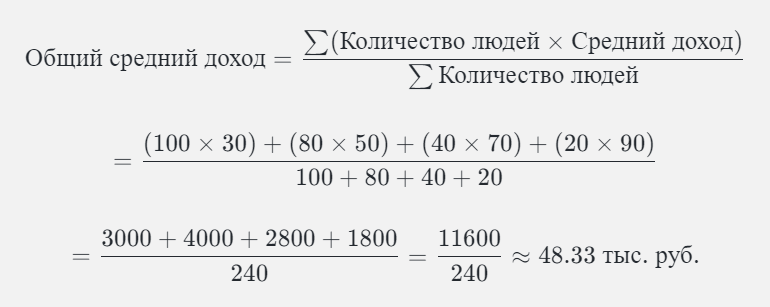 Общий средний доход = ∑(Количество людей × Средний доход) / ∑ Количество людей
= (100 × 30) + (80 × 50) + (40 × 70) + (20 × 90) / 100 + 80 + 40 + 20
= 3000 + 4000 + 2800 + 1800 / 240 = 11600 / 240 ≈ 48.33 тыс. руб.